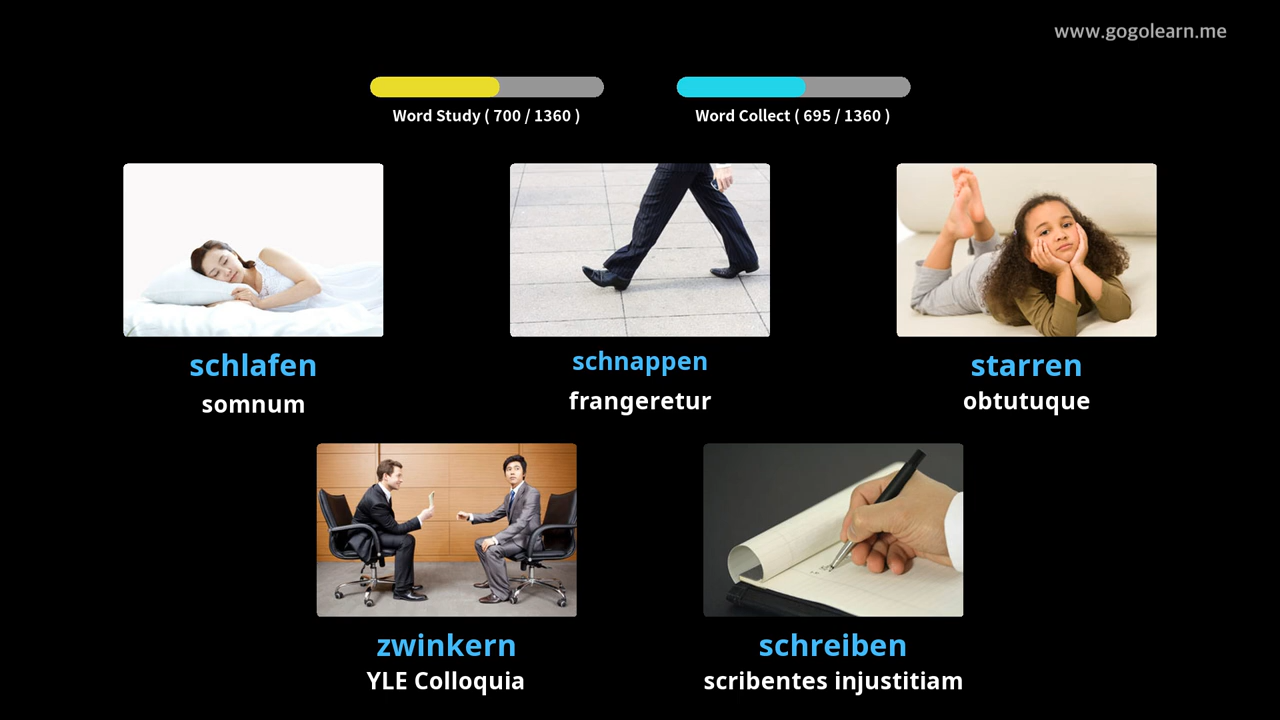 www.gogolearn.me
Word Study ( 700 / 1360 )
Word Collect ( 695 / 1360 )
schlafen
somnum
schnappen
frangeretur
starren
obtutuque
zwinkern
YLE Colloquia
schreiben
scribentes injustitiam